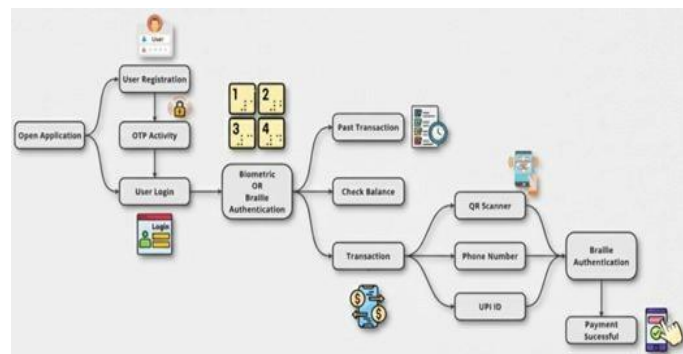 User
User Registration
1 2
3 4
Open Application
OTP Activity
Past Transaction
Biometric
OR
Braille
Authentication
User Login
Check Balance
QR Scanner
Login
Transaction
Phone Number
Braille
Authentication
UPI ID
Payment
Sucessful